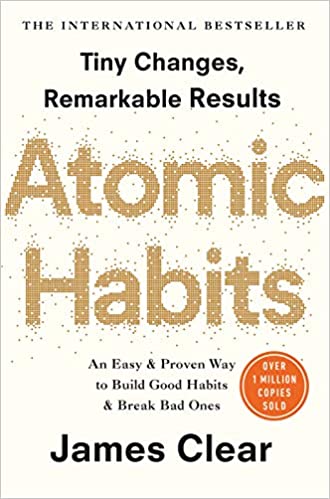 THE INTERNATIONAL BESTSELLER
Tiny Changes,
Remarkable Results
Atomic
Habits
An Easy & Proven Way
to Build Good Habits
& Break Bad Ones
OVER
1 MILLION
COPIES
SOLD
James Clear